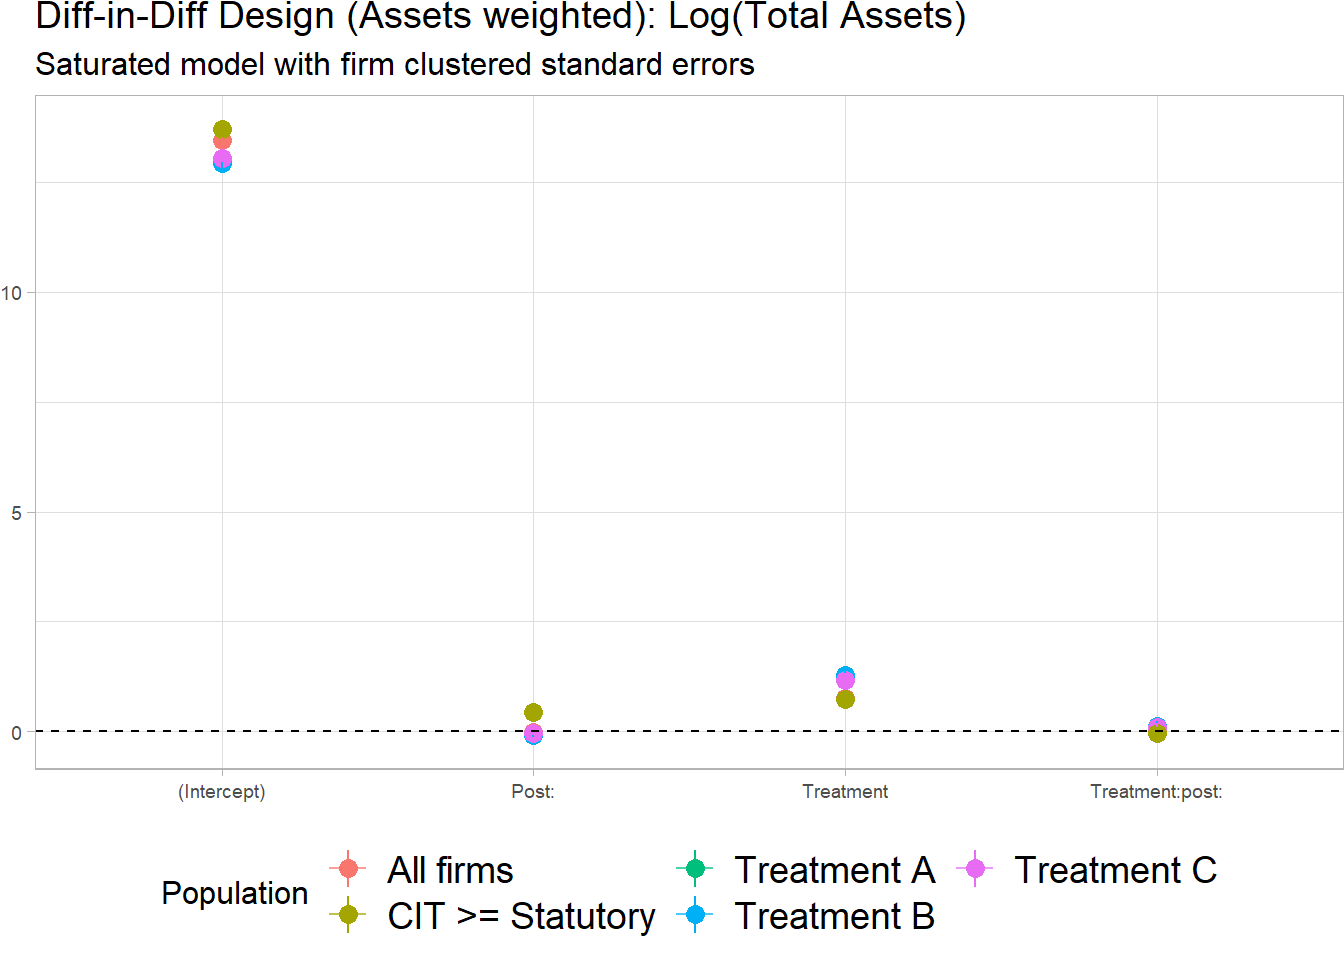 Diff-in-Diff Design (Assets weighted): Log(Total Assets)
Saturated model with firm clustered standard errors
10
5
0
(Intercept) Post: Treatment Treatment:post:
Population All firms Treatment A Treatment C
CIT >= Statutory Treatment B